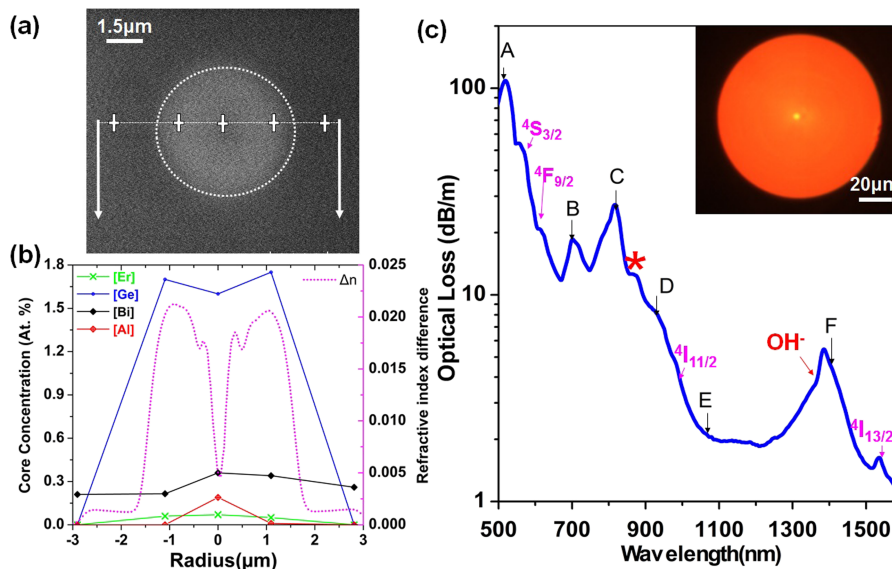 (a)
1.5μm
(b)
Core Concentration (At. %)
1.8
1.5
1.2
0.9
0.6
0.3
0.0
[Er]
[Ge]
[Bi]
[Al]
Δn
0.025
0.020
0.015
0.010
0.005
0.000
Refractive index difference
-3 -2 -1 0 1 2 3
Radius(μm)
(c)
Optical Loss (dB/m)
100
10
1
A
⁴S₃/₂
⁴F₉/₂
B
C
*
D
⁴I₁₁/₂
E
OH⁻
F
⁴I₁₃/₂
20μm
500 700 900 1100 1300 1500
Wavelength(nm)